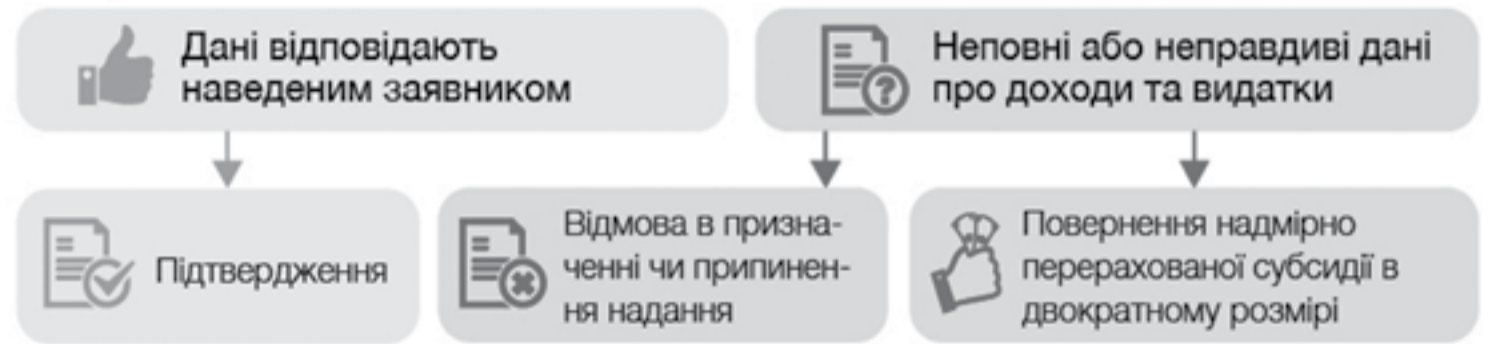 Дані відповідають
наведеним заявником
Неповні або неправдиві дані
про доходи та видатки
Підтвердження
Відмова в призна-
ченні чи припинен-
ня надання
Повернення надмірно
перерахованої субсидії в
двократному розмірі